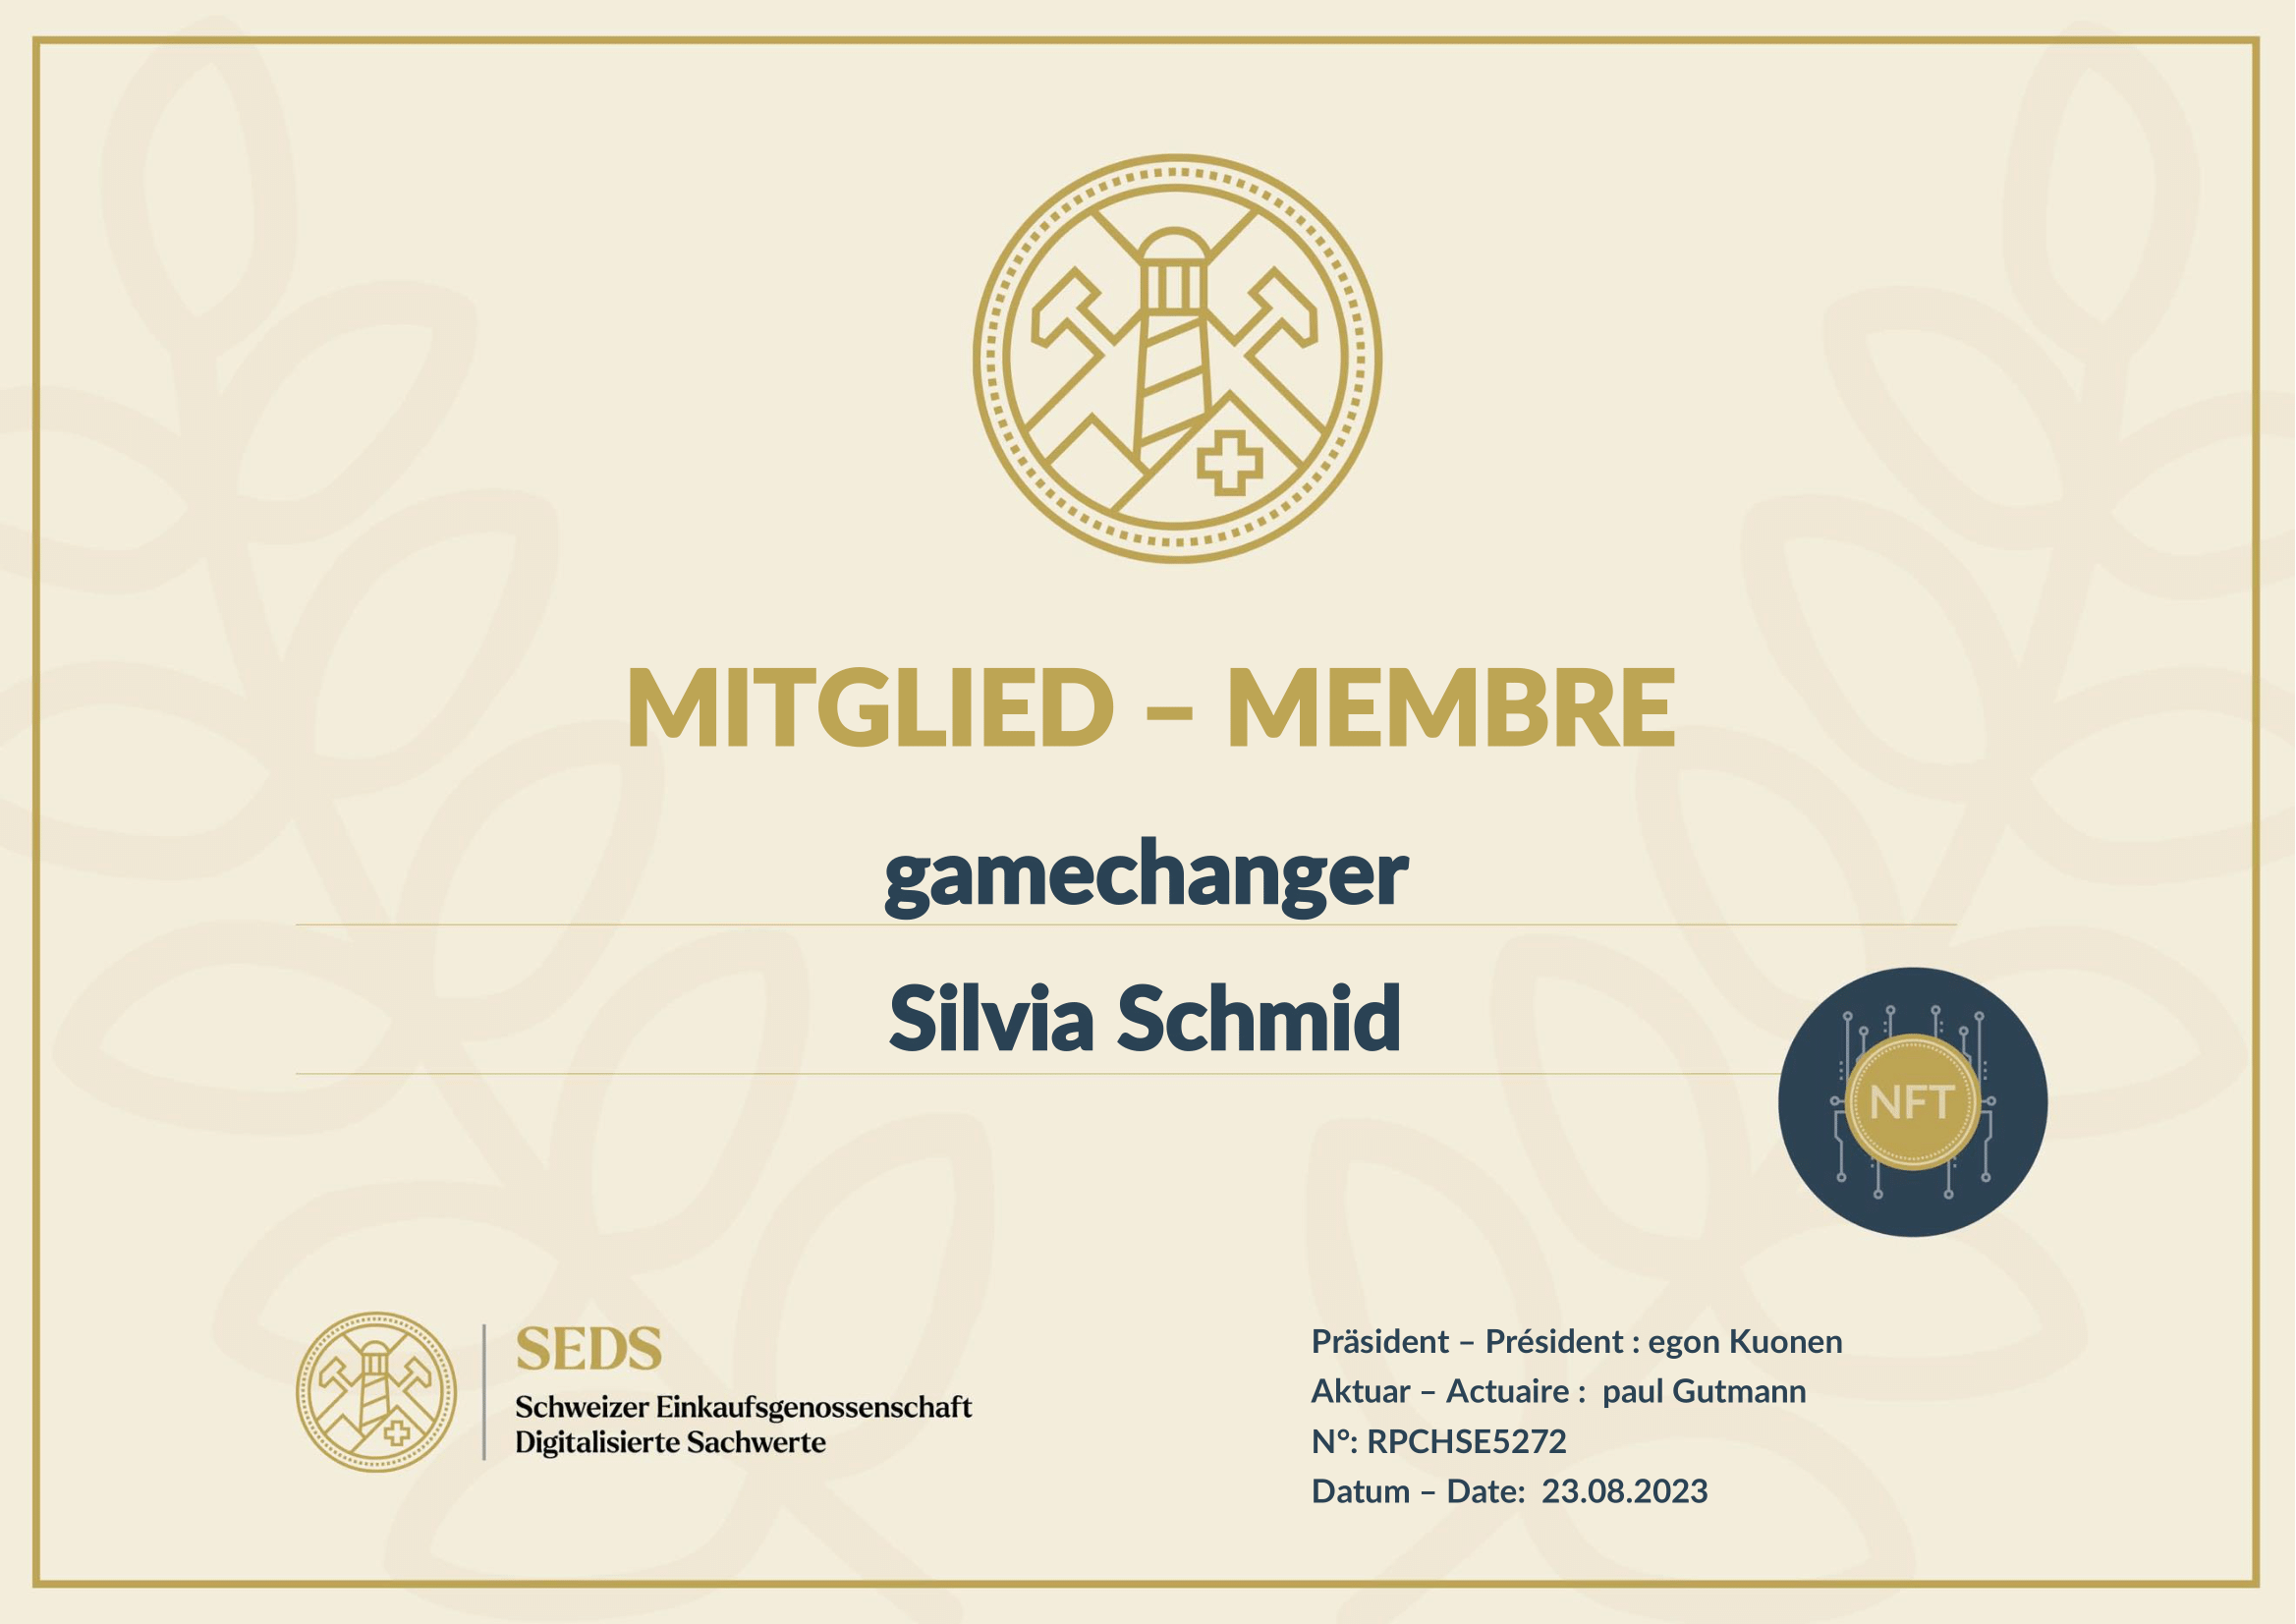 MITGLIED – MEMBRE
gamechanger
Silvia Schmid
NFT
SEDS
Schweizer Einkaufsgenossenschaft
Digitalisierte Sachwerte
Präsident – Président : egon Kuonen
Aktuar – Actuaire :  paul Gutmann
N°: RPCHSE5272
Datum – Date:  23.08.2023